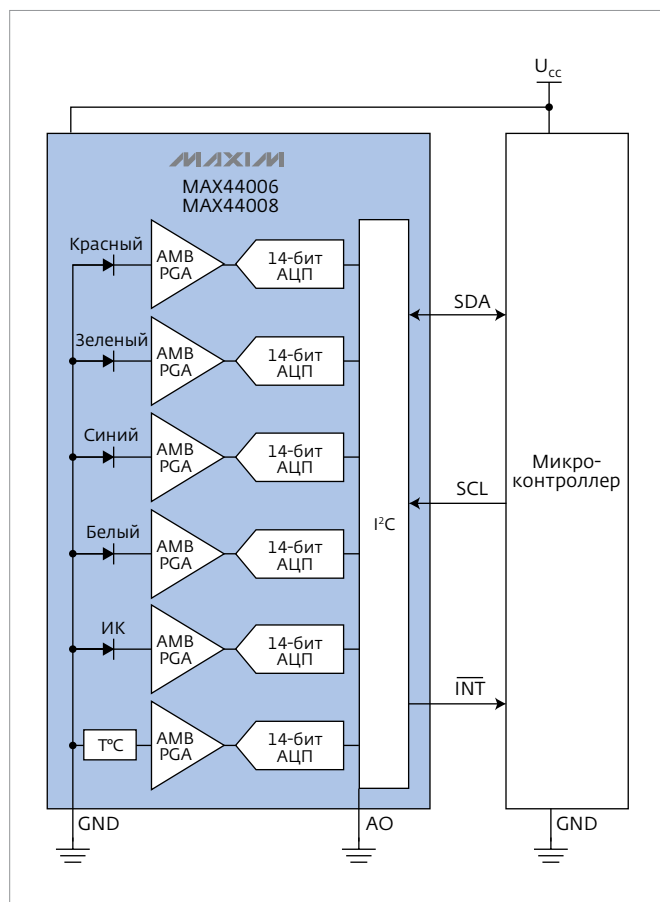 U_cc
MAXIM
MAX44006
MAX44008
Красный
AMB
PGA
14-бит
АЦП
Зеленый
AMB
PGA
14-бит
АЦП
SDA
Синий
AMB
PGA
14-бит
АЦП
Микро-
контроллер
SCL
I²C
Белый
AMB
PGA
14-бит
АЦП
ИК
AMB
PGA
14-бит
АЦП
INT
T°C
AMB
PGA
14-бит
АЦП
GND
AO
GND